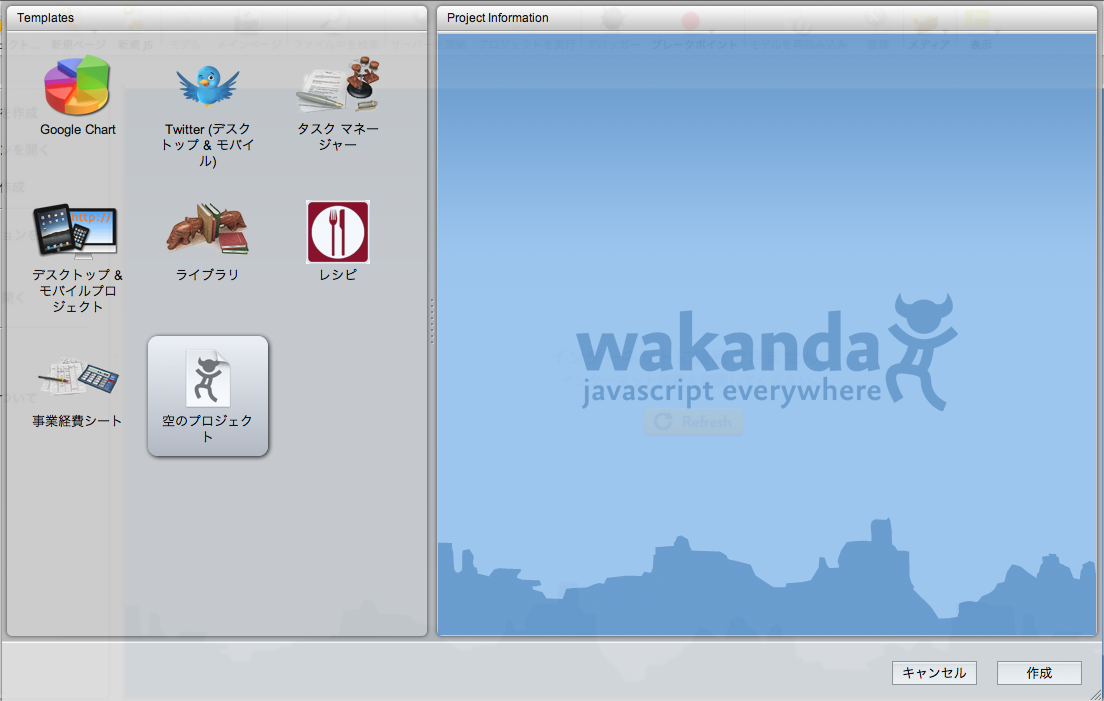 Templates
Project Information
Google Chart
Twitter (デスク
トップ & モバイ
ル)
タスク マネー
ジャー
http://
デスクトップ &
モバイルプロ
ジェクト
ライブラリ
レシピ
事業経費シート
空のプロジェク
ト
wakanda
javascript everywhere
Refresh
キャンセル
作成